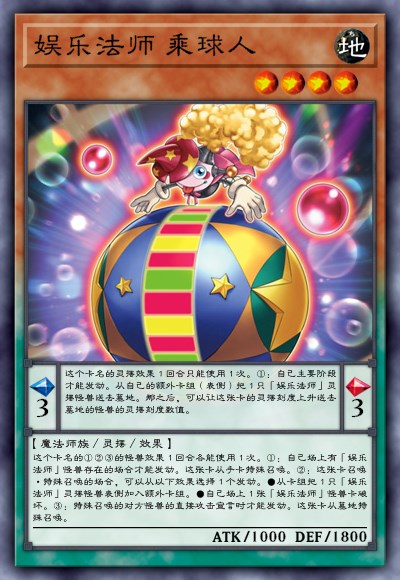 娱乐法师 乘球人
地
这个卡名的灵摆效果1回合只能使用1次。①：自己主要阶段
才能发动。从自己的额外卡组（表侧）把1只「娱乐法师」灵
摆怪兽送去墓地。那之后，可以让这张卡的灵摆刻度上升送去
墓地的怪兽的灵摆刻度数值。
3
3
【魔法师族／灵摆／效果】
这个卡名的①②③的怪兽效果1回合各能使用1次。①：自己场上有「娱乐
法师」怪兽存在的场合才能发动。这张卡从手卡特殊召唤。②：这张卡召唤
·特殊召唤的场合，可以从以下效果选择1个发动。●从卡组把1只「娱乐
法师」灵摆怪兽表侧加入额外卡组。●自己场上1张「娱乐法师」怪兽卡破
坏。③：特殊召唤的对方怪兽的直接攻击宣言时才能发动。这张卡从墓地特
殊召唤。
ATK/1000 DEF/1800